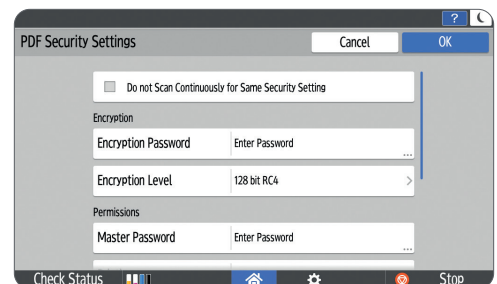 ?
PDF Security Settings Cancel OK
Do not Scan Continuously for Same Security Setting
Encryption
Encryption Password Enter Password ...
Encryption Level 128 bit RC4 >
Permissions
Master Password Enter Password ...
Check Status Stop